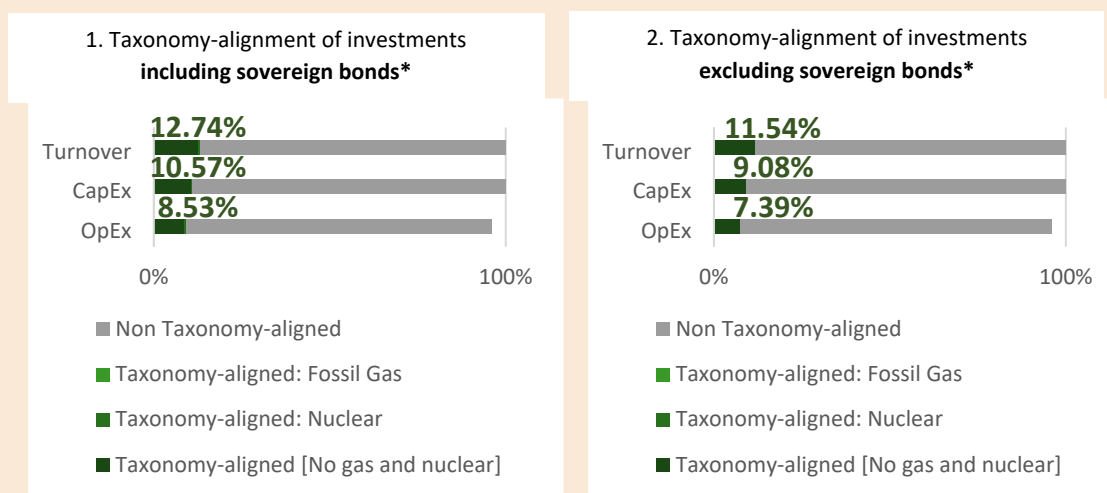 1. Taxonomy-alignment of investments
including sovereign bonds*
12.74%
Turnover
10.57%
CapEx
8.53%
OpEx
0%
100%
Non Taxonomy-aligned
Taxonomy-aligned: Fossil Gas
Taxonomy-aligned: Nuclear
Taxonomy-aligned [No gas and nuclear]
2. Taxonomy-alignment of investments
excluding sovereign bonds*
11.54%
Turnover
9.08%
CapEx
7.39%
OpEx
0%
100%
Non Taxonomy-aligned
Taxonomy-aligned: Fossil Gas
Taxonomy-aligned: Nuclear
Taxonomy-aligned [No gas and nuclear]